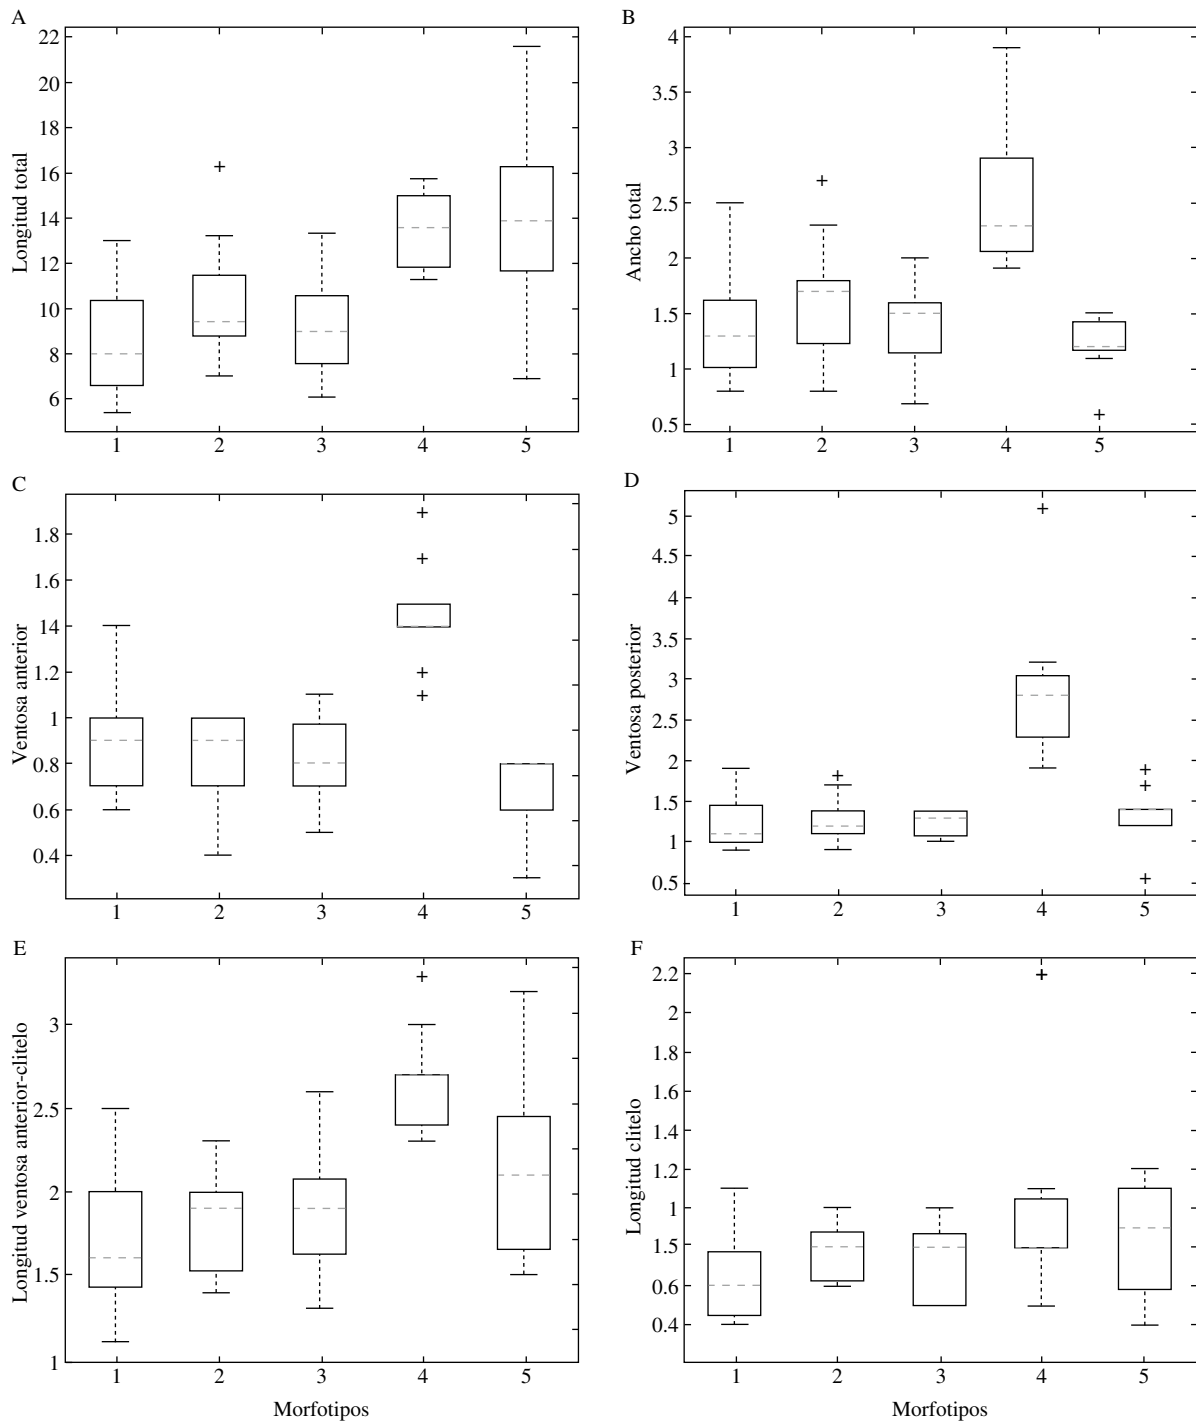 A
22
20
18
16
14
12
10
8
6
Longitud total
1 2 3 4 5
B
4
3.5
3
2.5
2
1.5
1
0.5
Ancho total
1 2 3 4 5
C
1.8
1.6
14
1.2
1
0.8
0.6
0.4
Ventosa anterior
1 2 3 4 5
D
5
4.5
4
3.5
3
2.5
2
1.5
1
0.5
Ventosa posterior
1 2 3 4 5
E
3
2.5
2
1.5
1
Longitud ventosa anterior-clitelo
1 2 3 4 5
Morfotipos
F
2.2
2
1.8
1.6
1.4
1.2
1
1.5
0.6
0.4
Longitud clitelo
1 2 3 4 5
Morfotipos